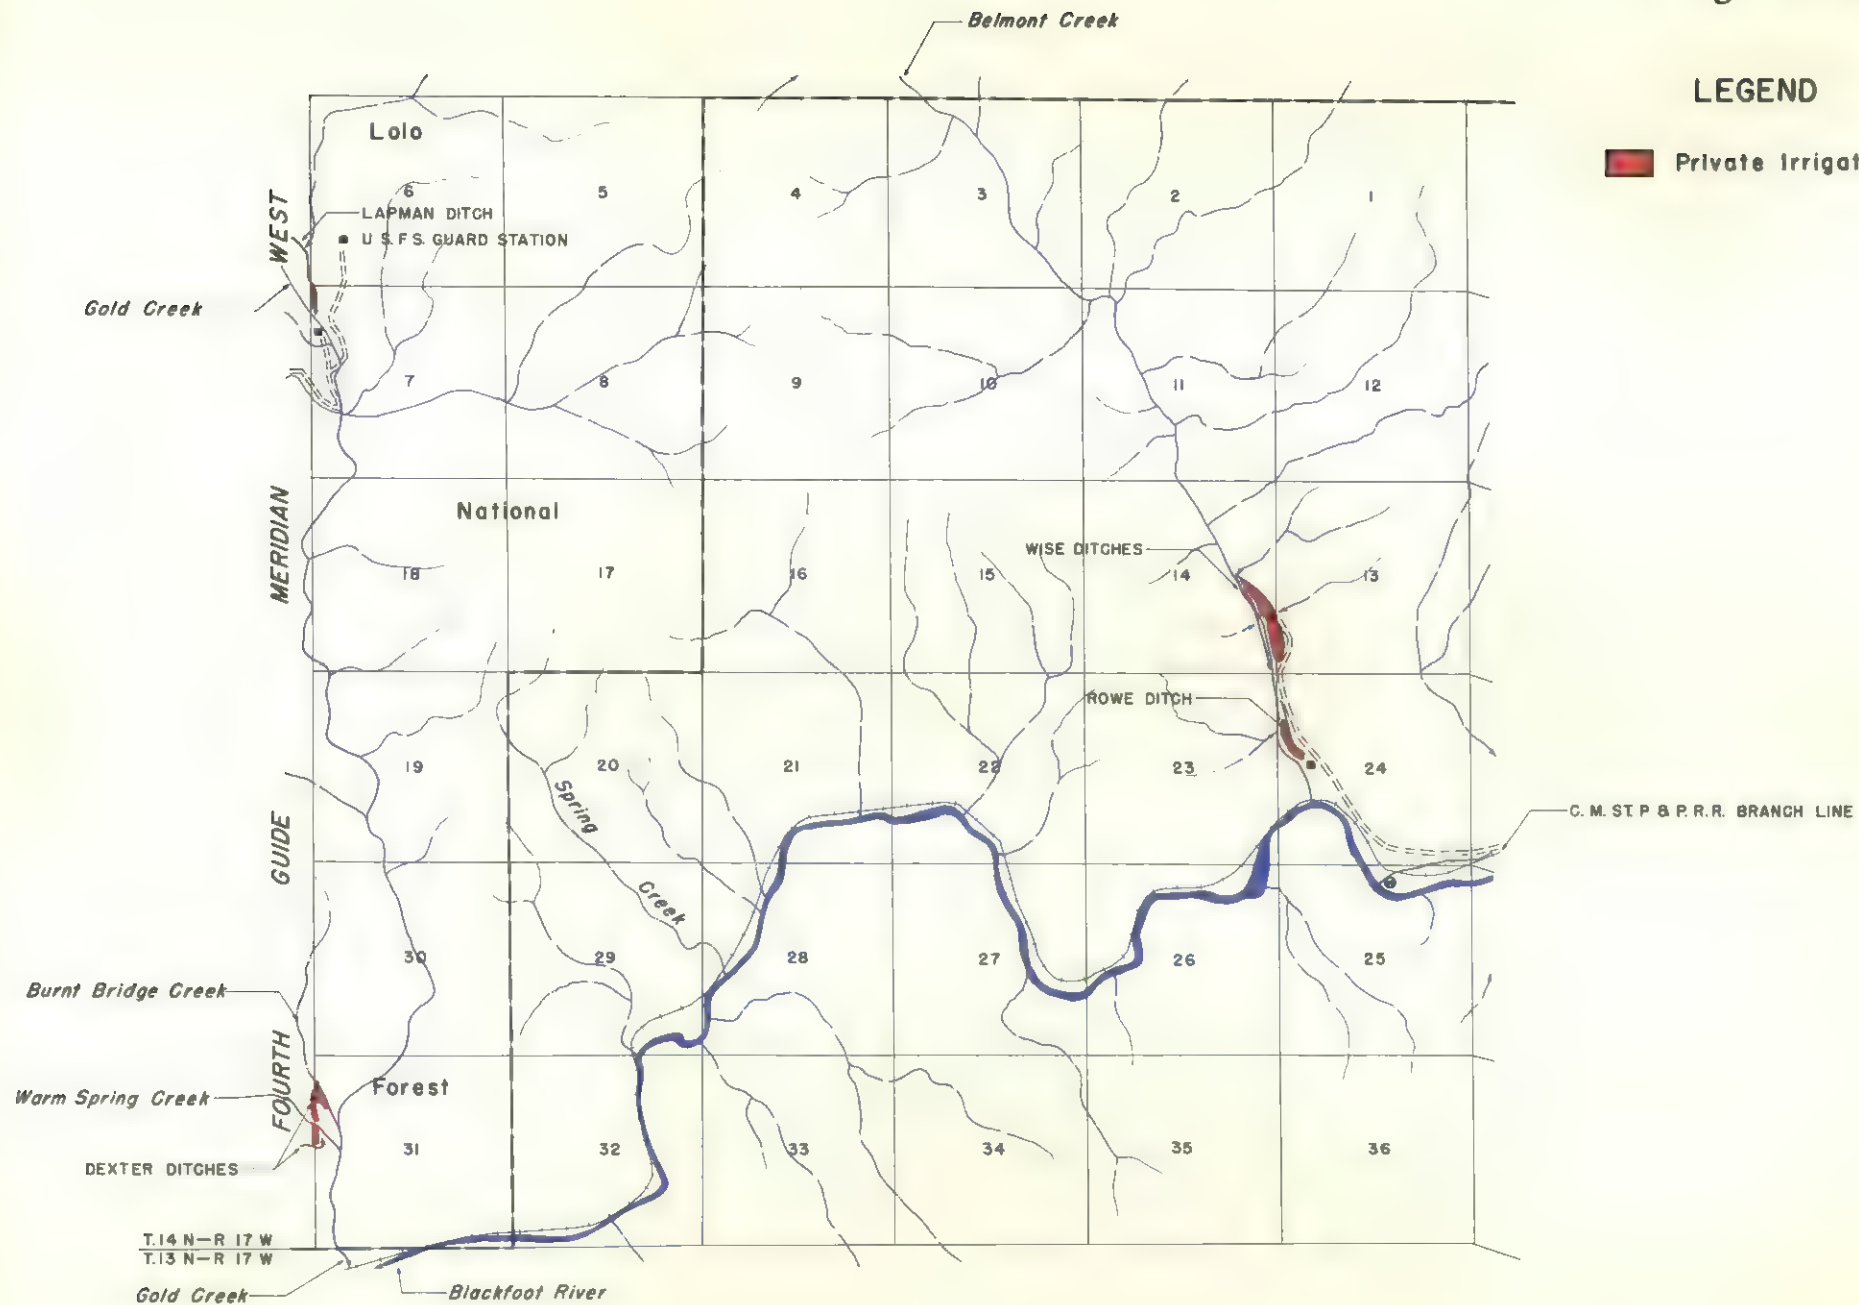 Belmont Creek
LEGEND
Private Irrigat
Lolo
6
5
4
3
2
1
WEST
LAPMAN DITCH
U.S.F.S. GUARD STATION
Gold Creek
7
8
9
10
11
12
National
MERIDIAN
WISE DITCHES
18
17
16
15
14
13
ROWE DITCH
19
20
21
22
23
24
Spring
Creek
C. M. ST. P & P. R.R. BRANCH LINE
GUIDE
30
29
28
27
26
25
Burnt Bridge Creek
FOURTH
Forest
Warm Spring Creek
31
32
33
34
35
36
DEXTER DITCHES
T.14 N-R 17 W
T.13 N-R 17 W
Gold Creek
Blackfoot River